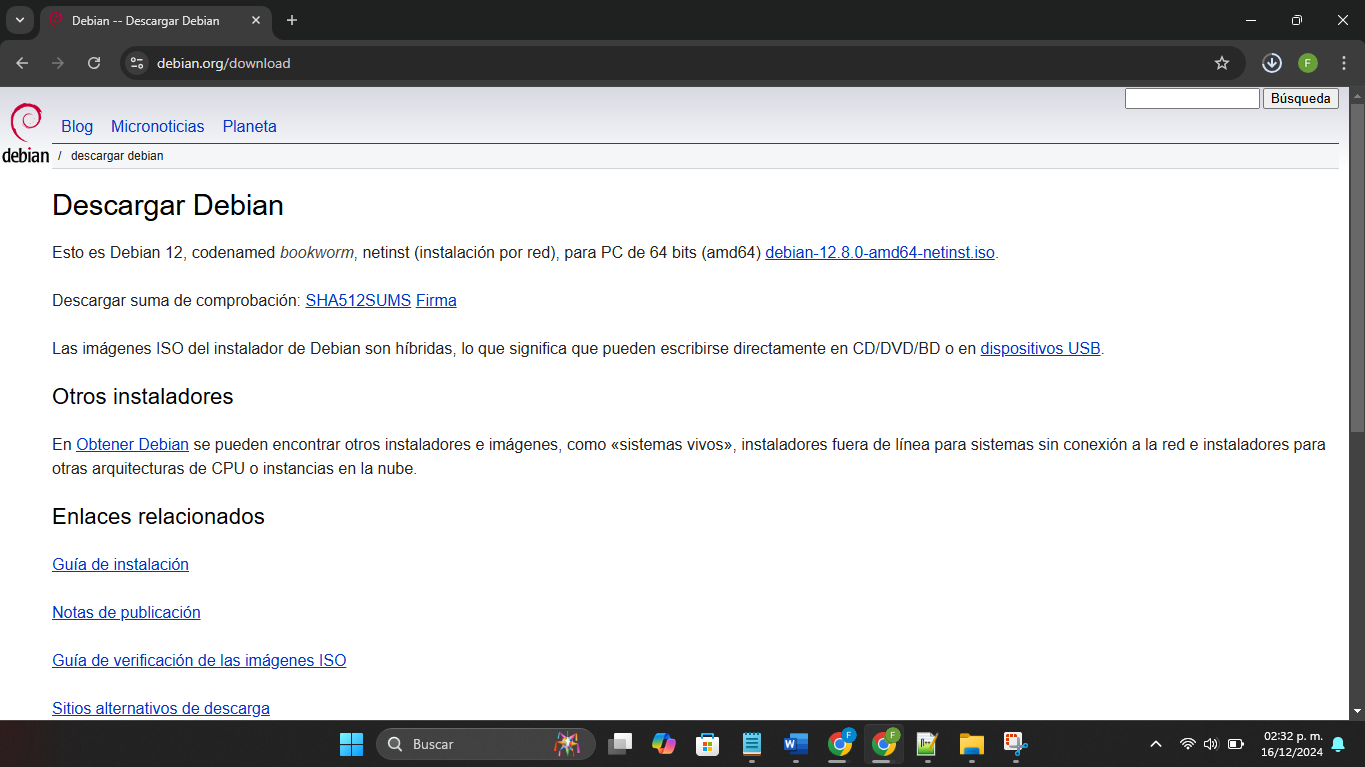 Debian -- Descargar Debian
debian.org/download
F
Búsqueda
Blog Micronoticias Planeta
debian / descargar debian
Descargar Debian
Esto es Debian 12, codenamed bookworm, netinst (instalación por red), para PC de 64 bits (amd64) debian-12.8.0-amd64-netinst.iso.
Descargar suma de comprobación: SHA512SUMS Firma
Las imágenes ISO del instalador de Debian son híbridas, lo que significa que pueden escribirse directamente en CD/DVD/BD o en dispositivos USB.
Otros instaladores
En Obtener Debian se pueden encontrar otros instaladores e imágenes, como «sistemas vivos», instaladores fuera de línea para sistemas sin conexión a la red e instaladores para
otras arquitecturas de CPU o instancias en la nube.
Enlaces relacionados
Guía de instalación
Notas de publicación
Guía de verificación de las imágenes ISO
Sitios alternativos de descarga
Buscar
W
F
F
02:32 p. m.
16/12/2024